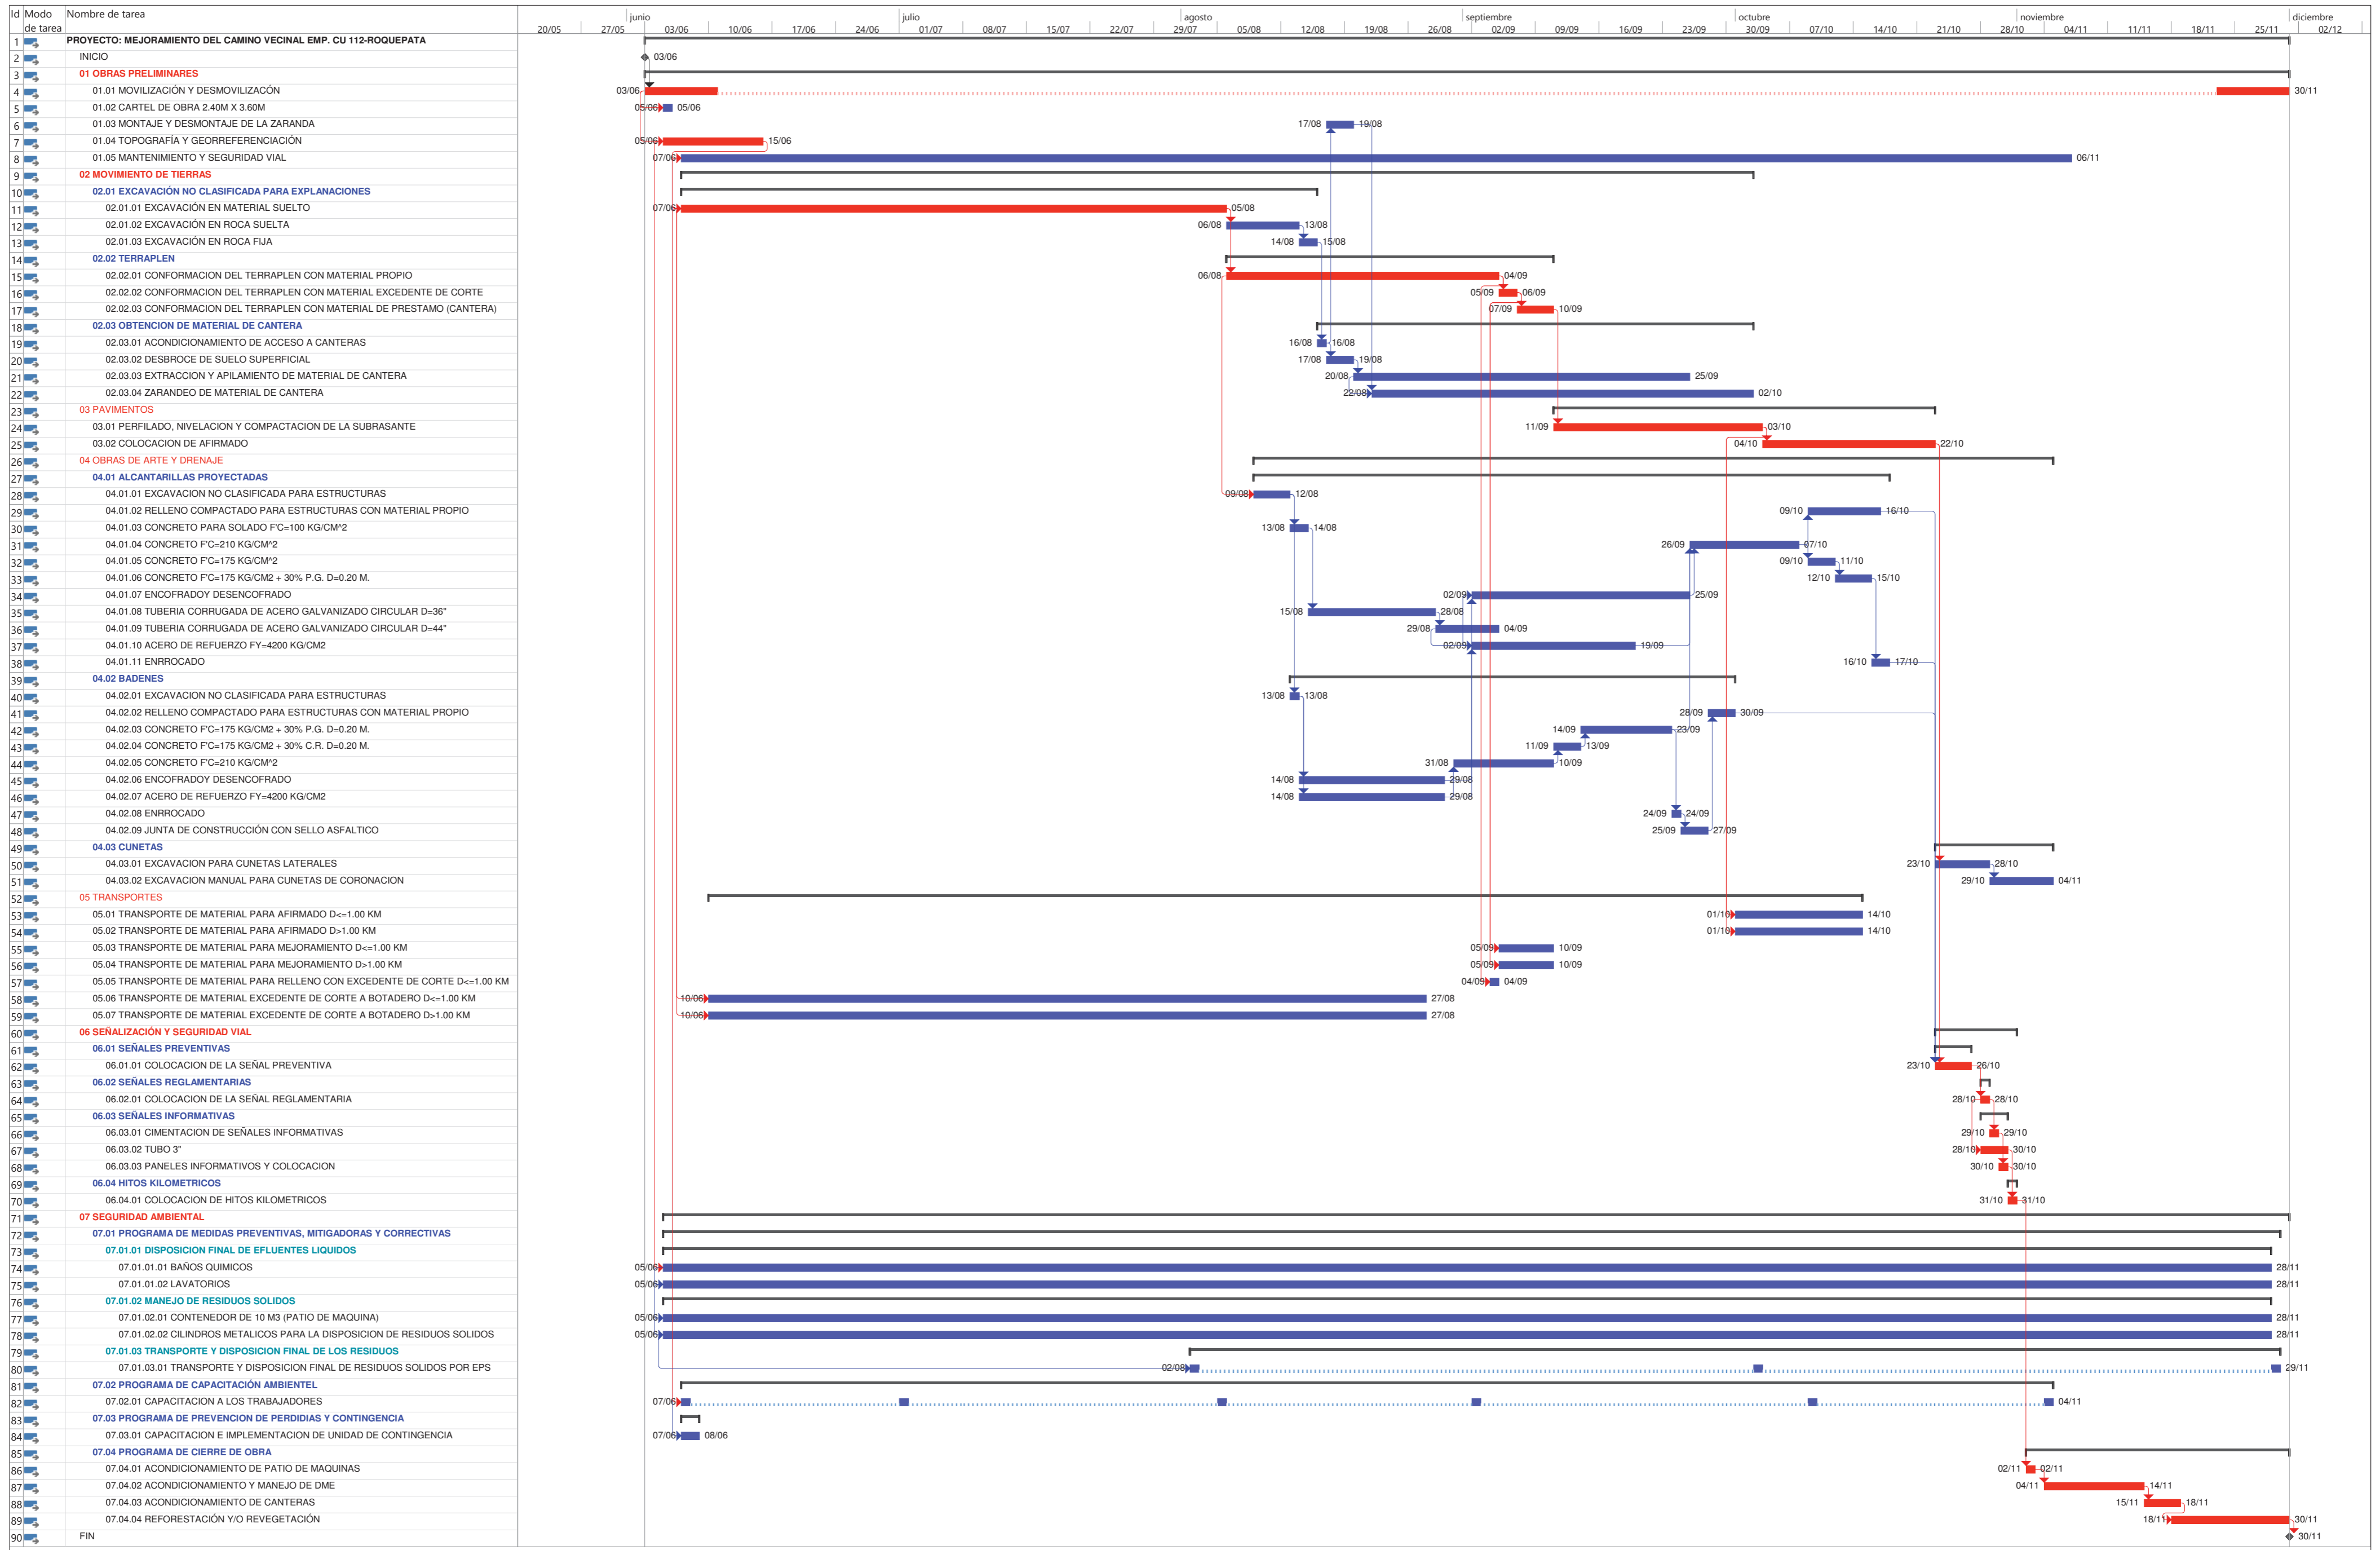 Id Modo de tarea Nombre de tarea
junio julio agosto septiembre octubre noviembre diciembre
20/05 27/05 03/06 10/06 17/06 24/06 01/07 08/07 15/07 22/07 29/07 05/08 12/08 19/08 26/08 02/09 09/09 16/09 23/09 30/09 07/10 14/10 21/10 28/10 04/11 11/11 18/11 25/11 02/12
1 PROYECTO: MEJORAMIENTO DEL CAMINO VECINAL EMP. CU 112-ROQUEPATA
2 INICIO 03/06
3 01 OBRAS PRELIMINARES
4 01.01 MOVILIZACIÓN Y DESMOVILIZACÓN 03/06 30/11
5 01.02 CARTEL DE OBRA 2.40M X 3.60M 05/06 05/06
6 01.03 MONTAJE Y DESMONTAJE DE LA ZARANDA 17/08 19/08
7 01.04 TOPOGRAFÍA Y GEORREFERENCIACIÓN 05/06 15/06
8 01.05 MANTENIMIENTO Y SEGURIDAD VIAL 07/06 06/11
9 02 MOVIMIENTO DE TIERRAS
10 02.01 EXCAVACIÓN NO CLASIFICADA PARA EXPLANACIONES
11 02.01.01 EXCAVACIÓN EN MATERIAL SUELTO 07/06 05/08
12 02.01.02 EXCAVACIÓN EN ROCA SUELTA 06/08 13/08
13 02.01.03 EXCAVACIÓN EN ROCA FIJA 14/08 15/08
14 02.02 TERRAPLEN
15 02.02.01 CONFORMACION DEL TERRAPLEN CON MATERIAL PROPIO 06/08 04/09
16 02.02.02 CONFORMACION DEL TERRAPLEN CON MATERIAL EXCEDENTE DE CORTE 05/09 06/09
17 02.02.03 CONFORMACION DEL TERRAPLEN CON MATERIAL DE PRESTAMO (CANTERA) 07/09 10/09
18 02.03 OBTENCION DE MATERIAL DE CANTERA
19 02.03.01 ACONDICIONAMIENTO DE ACCESO A CANTERAS 16/08 16/08
20 02.03.02 DESBROCE DE SUELO SUPERFICIAL 17/08 19/08
21 02.03.03 EXTRACCION Y APILAMIENTO DE MATERIAL DE CANTERA 20/08 25/09
22 02.03.04 ZARANDEO DE MATERIAL DE CANTERA 22/08 02/10
23 03 PAVIMENTOS
24 03.01 PERFILADO, NIVELACION Y COMPACTACION DE LA SUBRASANTE 11/09 03/10
25 03.02 COLOCACION DE AFIRMADO 04/10 22/10
26 04 OBRAS DE ARTE Y DRENAJE
27 04.01 ALCANTARILLAS PROYECTADAS
28 04.01.01 EXCAVACION NO CLASIFICADA PARA ESTRUCTURAS 09/08 12/08
29 04.01.02 RELLENO COMPACTADO PARA ESTRUCTURAS CON MATERIAL PROPIO 09/10 16/10
30 04.01.03 CONCRETO PARA SOLADO F'C=100 KG/CM^2 13/08 14/08
31 04.01.04 CONCRETO F'C=210 KG/CM^2 26/09 07/10
32 04.01.05 CONCRETO F'C=175 KG/CM^2 09/10 11/10
33 04.01.06 CONCRETO F'C=175 KG/CM2 + 30% P.G. D=0.20 M. 12/10 15/10
34 04.01.07 ENCOFRADOY DESENCOFRADO 02/09 25/09
35 04.01.08 TUBERIA CORRUGADA DE ACERO GALVANIZADO CIRCULAR D=36" 15/08 28/08
36 04.01.09 TUBERIA CORRUGADA DE ACERO GALVANIZADO CIRCULAR D=44" 29/08 04/09
37 04.01.10 ACERO DE REFUERZO FY=4200 KG/CM2 02/09 19/09
38 04.01.11 ENRROCADO 16/10 17/10
39 04.02 BADENES
40 04.02.01 EXCAVACION NO CLASIFICADA PARA ESTRUCTURAS 13/08 13/08
41 04.02.02 RELLENO COMPACTADO PARA ESTRUCTURAS CON MATERIAL PROPIO 28/09 30/09
42 04.02.03 CONCRETO F'C=175 KG/CM2 + 30% P.G. D=0.20 M. 14/09 23/09
43 04.02.04 CONCRETO F'C=175 KG/CM2 + 30% C.R. D=0.20 M. 11/09 13/09
44 04.02.05 CONCRETO F'C=210 KG/CM^2 31/08 10/09
45 04.02.06 ENCOFRADOY DESENCOFRADO 14/08 29/08
46 04.02.07 ACERO DE REFUERZO FY=4200 KG/CM2 14/08 29/08
47 04.02.08 ENRROCADO 24/09 24/09
48 04.02.09 JUNTA DE CONSTRUCCIÓN CON SELLO ASFALTICO 25/09 27/09
49 04.03 CUNETAS
50 04.03.01 EXCAVACION PARA CUNETAS LATERALES 23/10 28/10
51 04.03.02 EXCAVACION MANUAL PARA CUNETAS DE CORONACION 29/10 04/11
52 05 TRANSPORTES
53 05.01 TRANSPORTE DE MATERIAL PARA AFIRMADO D<=1.00 KM 01/10 14/10
54 05.02 TRANSPORTE DE MATERIAL PARA AFIRMADO D>1.00 KM 01/10 14/10
55 05.03 TRANSPORTE DE MATERIAL PARA MEJORAMIENTO D<=1.00 KM 05/09 10/09
56 05.04 TRANSPORTE DE MATERIAL PARA MEJORAMIENTO D>1.00 KM 05/09 10/09
57 05.05 TRANSPORTE DE MATERIAL PARA RELLENO CON EXCEDENTE DE CORTE D<=1.00 KM 04/09 04/09
58 05.06 TRANSPORTE DE MATERIAL EXCEDENTE DE CORTE A BOTADERO D<=1.00 KM 10/06 27/08
59 05.07 TRANSPORTE DE MATERIAL EXCEDENTE DE CORTE A BOTADERO D>1.00 KM 10/06 27/08
60 06 SEÑALIZACIÓN Y SEGURIDAD VIAL
61 06.01 SEÑALES PREVENTIVAS
62 06.01.01 COLOCACION DE LA SEÑAL PREVENTIVA 23/10 26/10
63 06.02 SEÑALES REGLAMENTARIAS
64 06.02.01 COLOCACION DE LA SEÑAL REGLAMENTARIA 28/10 28/10
65 06.03 SEÑALES INFORMATIVAS
66 06.03.01 CIMENTACION DE SEÑALES INFORMATIVAS 29/10 29/10
67 06.03.02 TUBO 3" 28/10 30/10
68 06.03.03 PANELES INFORMATIVOS Y COLOCACION 30/10 30/10
69 06.04 HITOS KILOMETRICOS
70 06.04.01 COLOCACION DE HITOS KILOMETRICOS 31/10 31/10
71 07 SEGURIDAD AMBIENTAL
72 07.01 PROGRAMA DE MEDIDAS PREVENTIVAS, MITIGADORAS Y CORRECTIVAS
73 07.01.01 DISPOSICION FINAL DE EFLUENTES LIQUIDOS
74 07.01.01.01 BAÑOS QUIMICOS 05/06 28/11
75 07.01.01.02 LAVATORIOS 05/06 28/11
76 07.01.02 MANEJO DE RESIDUOS SOLIDOS
77 07.01.02.01 CONTENEDOR DE 10 M3 (PATIO DE MAQUINA) 05/06 28/11
78 07.01.02.02 CILINDROS METALICOS PARA LA DISPOSICION DE RESIDUOS SOLIDOS 05/06 28/11
79 07.01.03 TRANSPORTE Y DISPOSICION FINAL DE LOS RESIDUOS
80 07.01.03.01 TRANSPORTE Y DISPOSICION FINAL DE RESIDUOS SOLIDOS POR EPS 02/08 29/11
81 07.02 PROGRAMA DE CAPACITACIÓN AMBIENTEL
82 07.02.01 CAPACITACION A LOS TRABAJADORES 07/06 04/11
83 07.03 PROGRAMA DE PREVENCION DE PERDIDIAS Y CONTINGENCIA
84 07.03.01 CAPACITACION E IMPLEMENTACION DE UNIDAD DE CONTINGENCIA 07/06 08/06
85 07.04 PROGRAMA DE CIERRE DE OBRA
86 07.04.01 ACONDICIONAMIENTO DE PATIO DE MAQUINAS 02/11 02/11
87 07.04.02 ACONDICIONAMIENTO Y MANEJO DE DME 04/11 14/11
88 07.04.03 ACONDICIONAMIENTO DE CANTERAS 15/11 18/11
89 07.04.04 REFORESTACIÓN Y/O REVEGETACIÓN 18/11 30/11
90 FIN 30/11